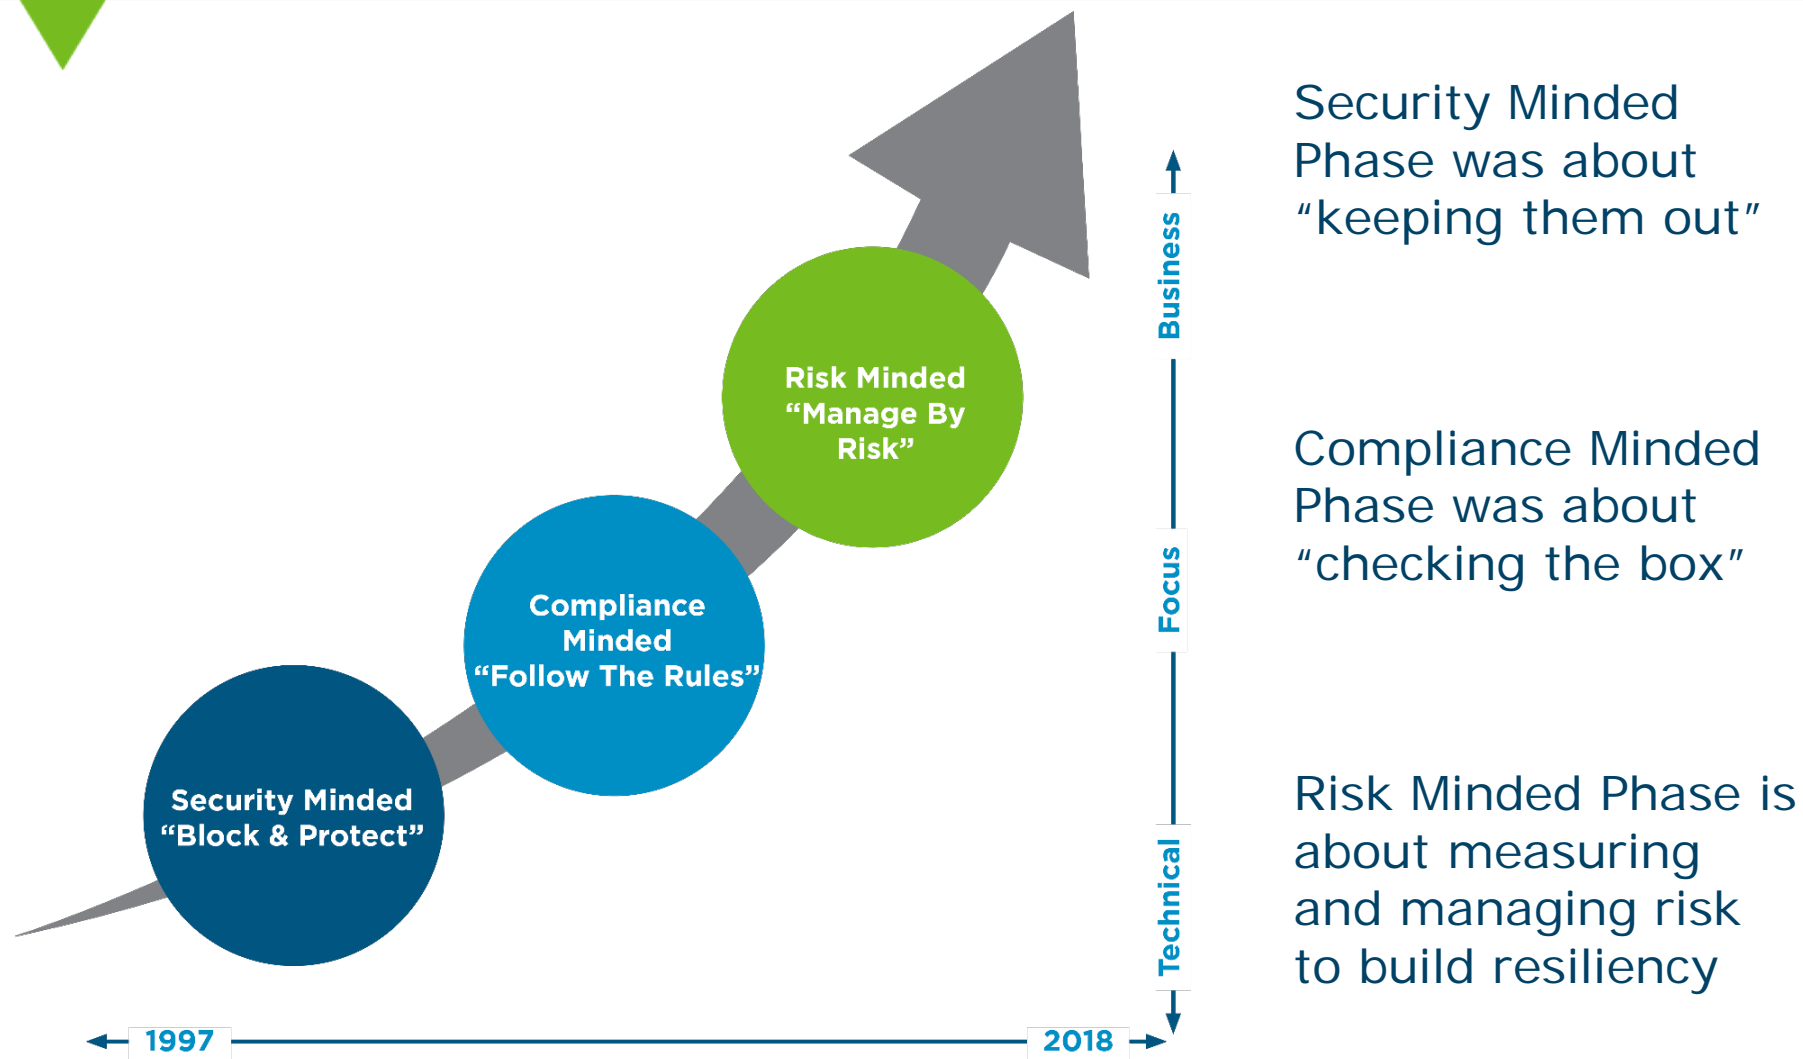 Security Minded
Phase was about
“keeping them out”
Compliance Minded
Phase was about
“checking the box”
Risk Minded Phase is
about measuring
and managing risk
to build resiliency
Risk Minded
“Manage By
Risk”
Compliance
Minded
“Follow The Rules”
Security Minded
“Block & Protect”
Business
Focus
Technical
1997
2018